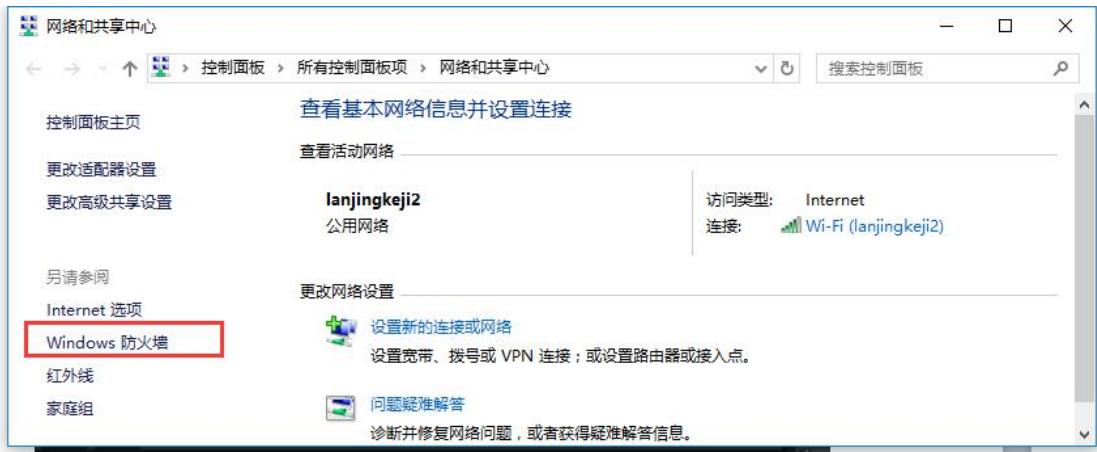 网络和共享中心
控制面板 › 所有控制面板项 › 网络和共享中心
搜索控制面板
控制面板主页
更改适配器设置
更改高级共享设置
另请参阅
Internet 选项
Windows 防火墙
红外线
家庭组
查看基本网络信息并设置连接
查看活动网络
lanjingkeji2
公用网络
访问类型: Internet
连接: Wi-Fi (lanjingkeji2)
更改网络设置
设置新的连接或网络
设置宽带、拨号或 VPN 连接；或设置路由器或接入点。
问题疑难解答
诊断并修复网络问题，或者获得疑难解答信息。